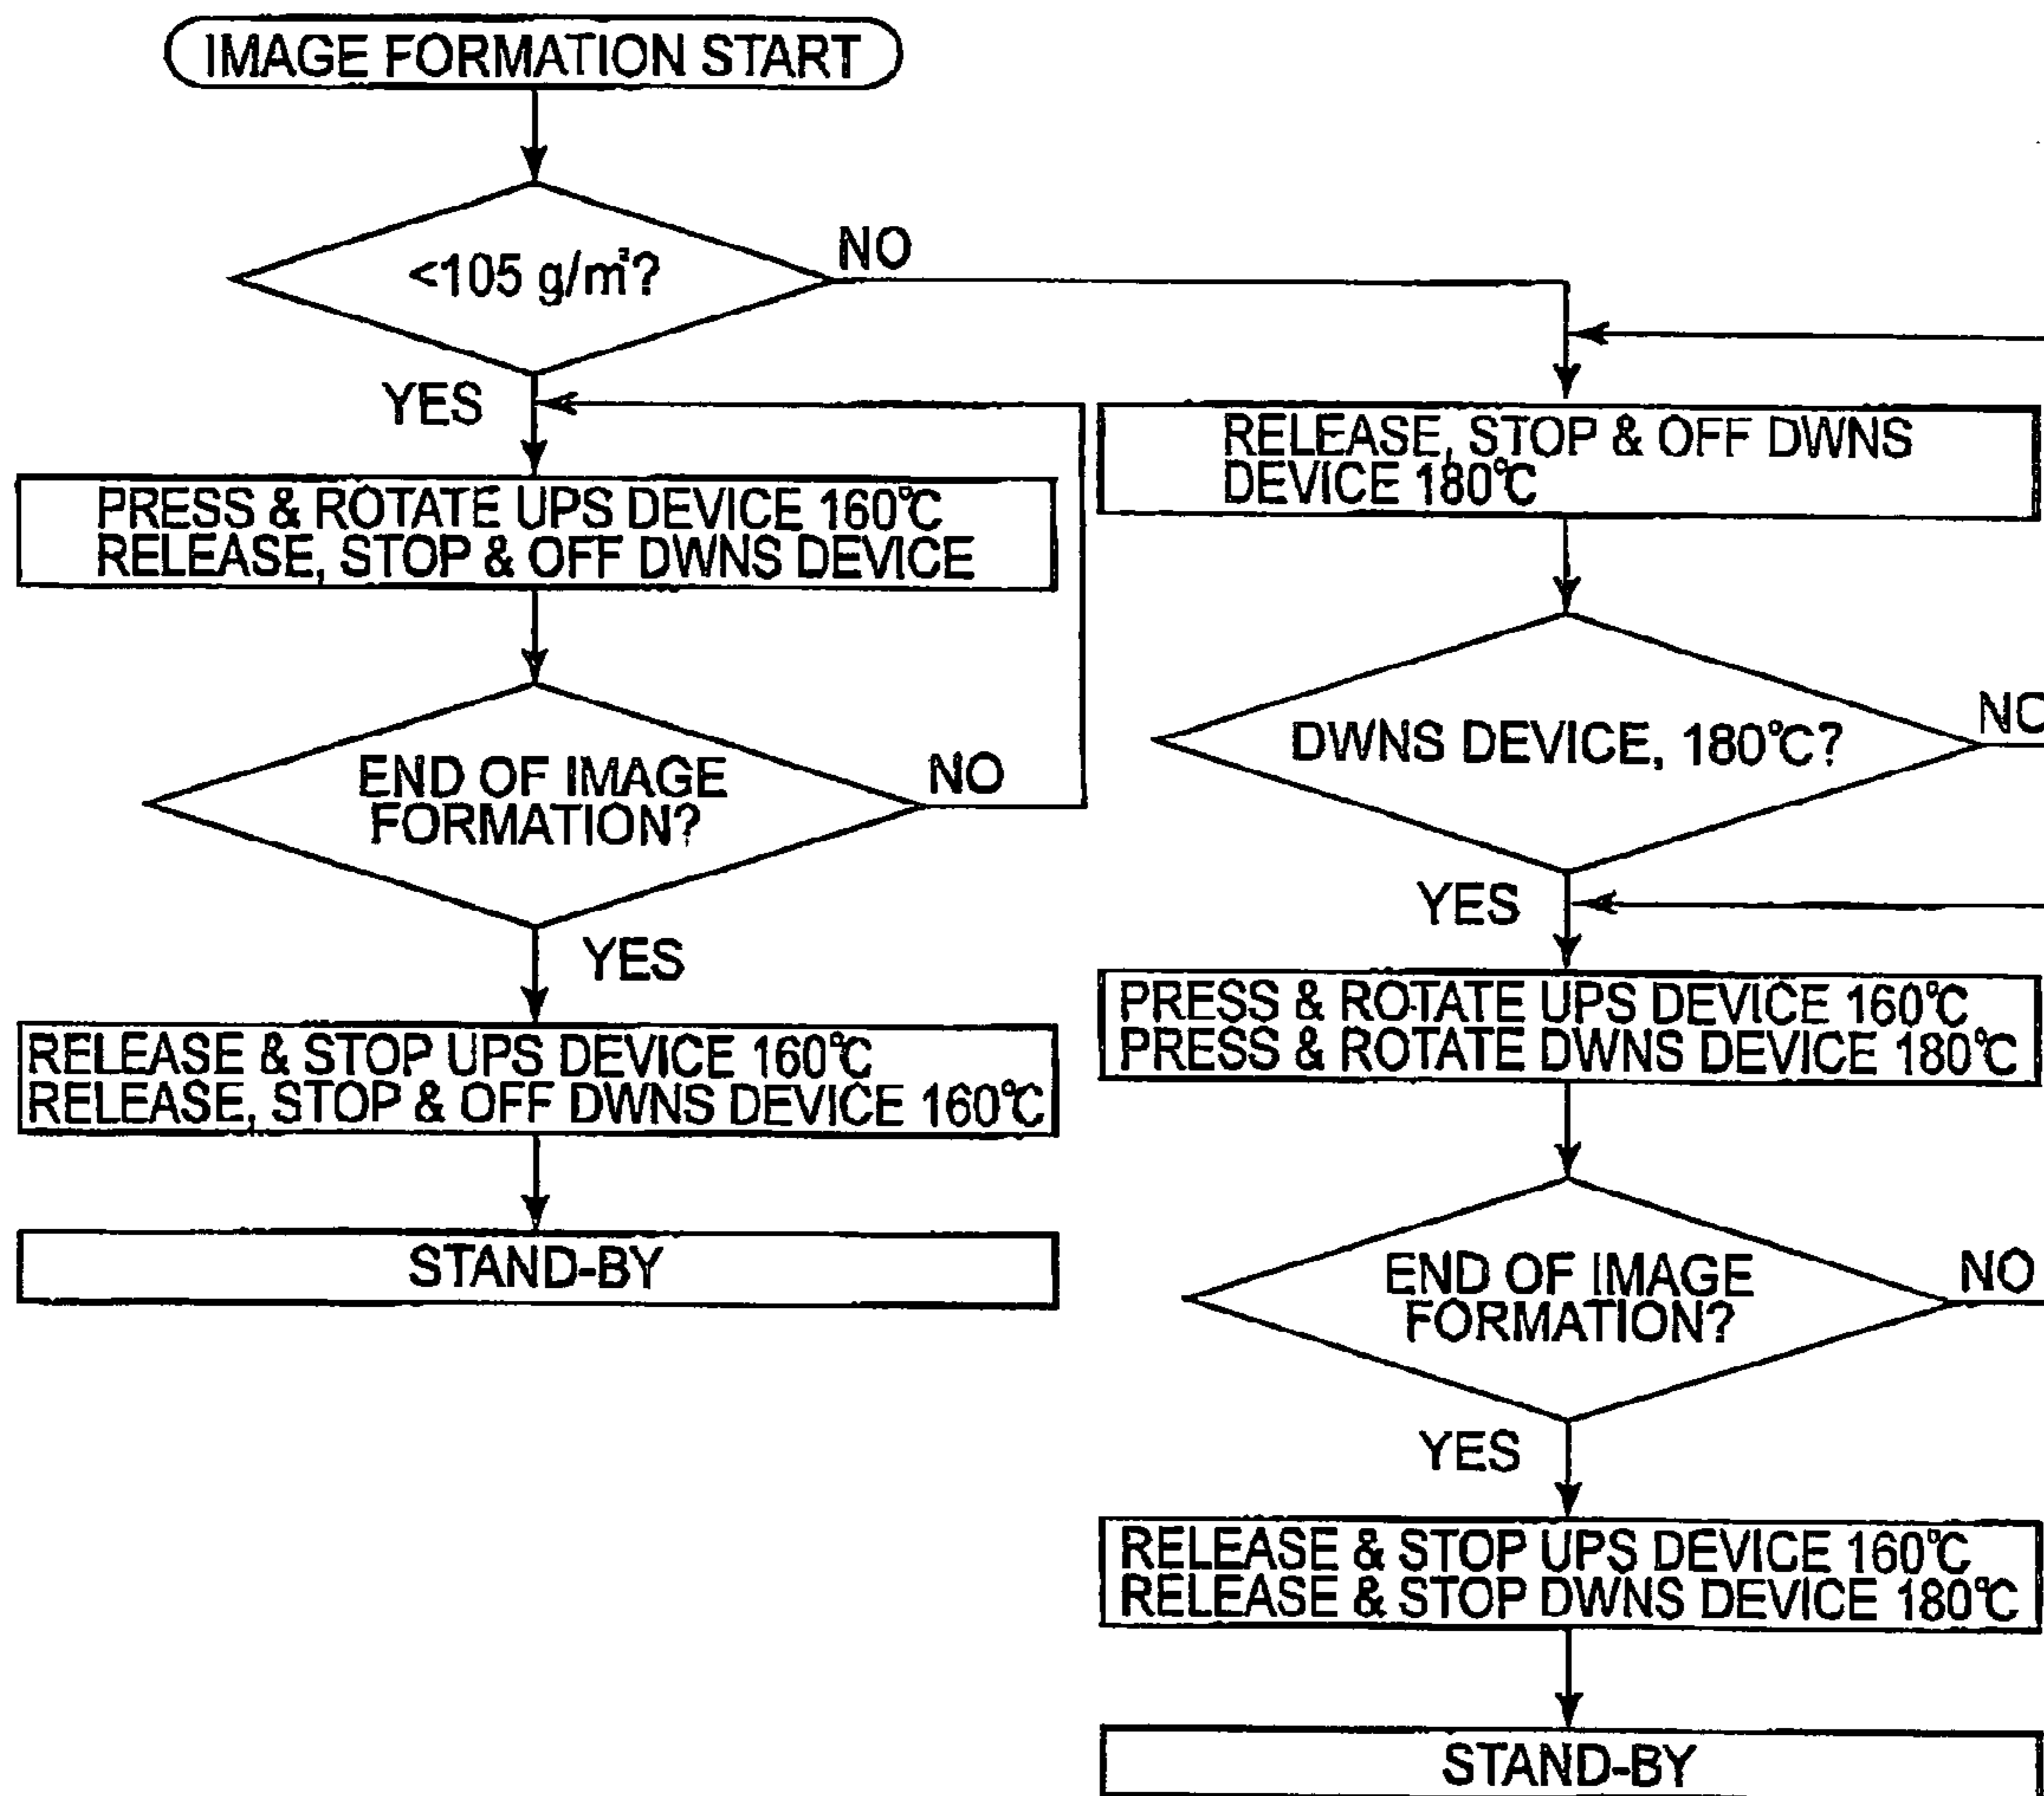 IMAGE FORMATION START
<105 g/m²?
NO
YES
PRESS & ROTATE UPS DEVICE 160℃
RELEASE, STOP & OFF DWNS DEVICE
END OF IMAGE
FORMATION?
NO
YES
RELEASE & STOP UPS DEVICE 160℃
RELEASE, STOP & OFF DWNS DEVICE 160℃
STAND-BY
RELEASE, STOP & OFF DWNS
DEVICE 180℃
DWNS DEVICE, 180℃?
NO
YES
PRESS & ROTATE UPS DEVICE 160℃
PRESS & ROTATE DWNS DEVICE 180℃
END OF IMAGE
FORMATION?
NO
YES
RELEASE & STOP UPS DEVICE 160℃
RELEASE & STOP DWNS DEVICE 180℃
STAND-BY